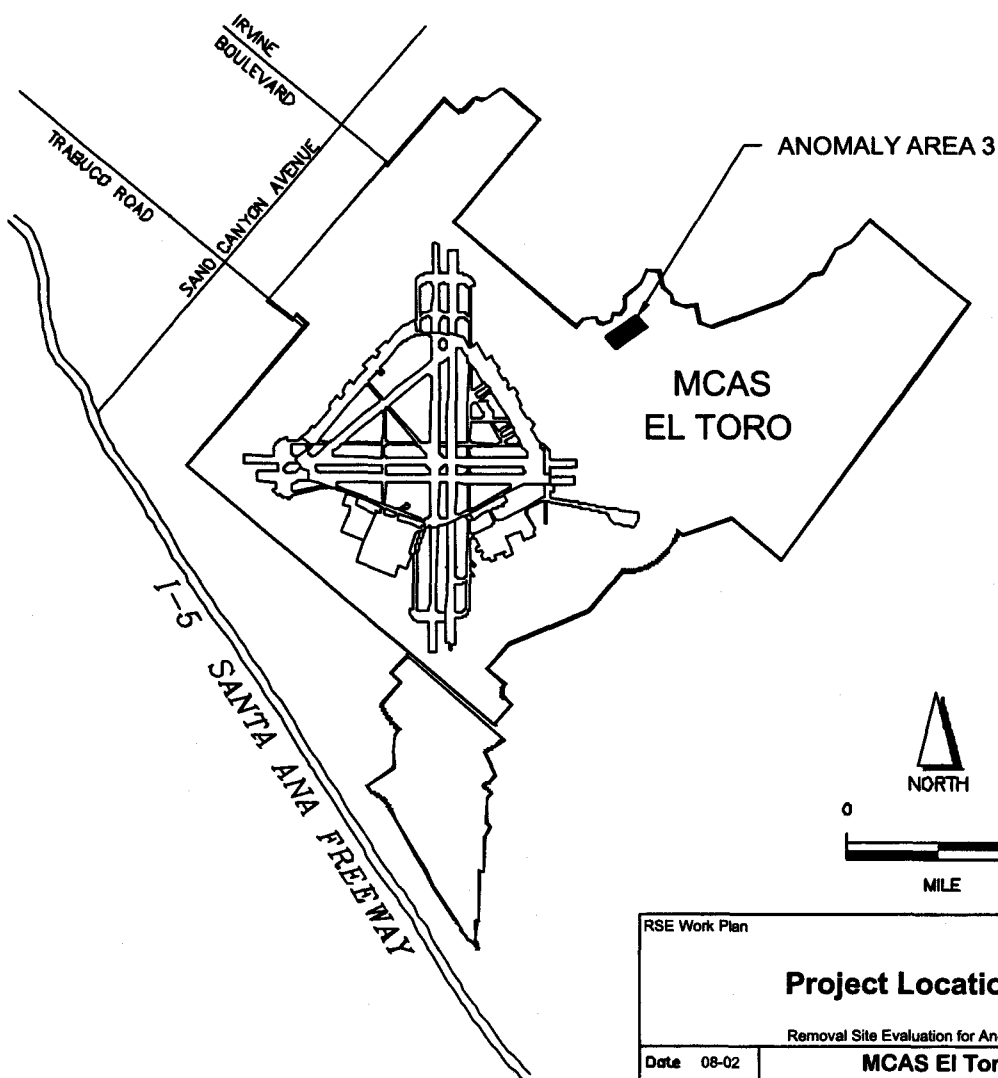 IRVINE
BOULEVARD
TRABUCO ROAD
SAND CANYON AVENUE
ANOMALY AREA 3
MCAS
EL TORO
I-5 SANTA ANA FREEWAY
NORTH
0
MILE
RSE Work Plan
Project Locatio
Removal Site Evaluation for An
Date 08-02
MCAS El Tor